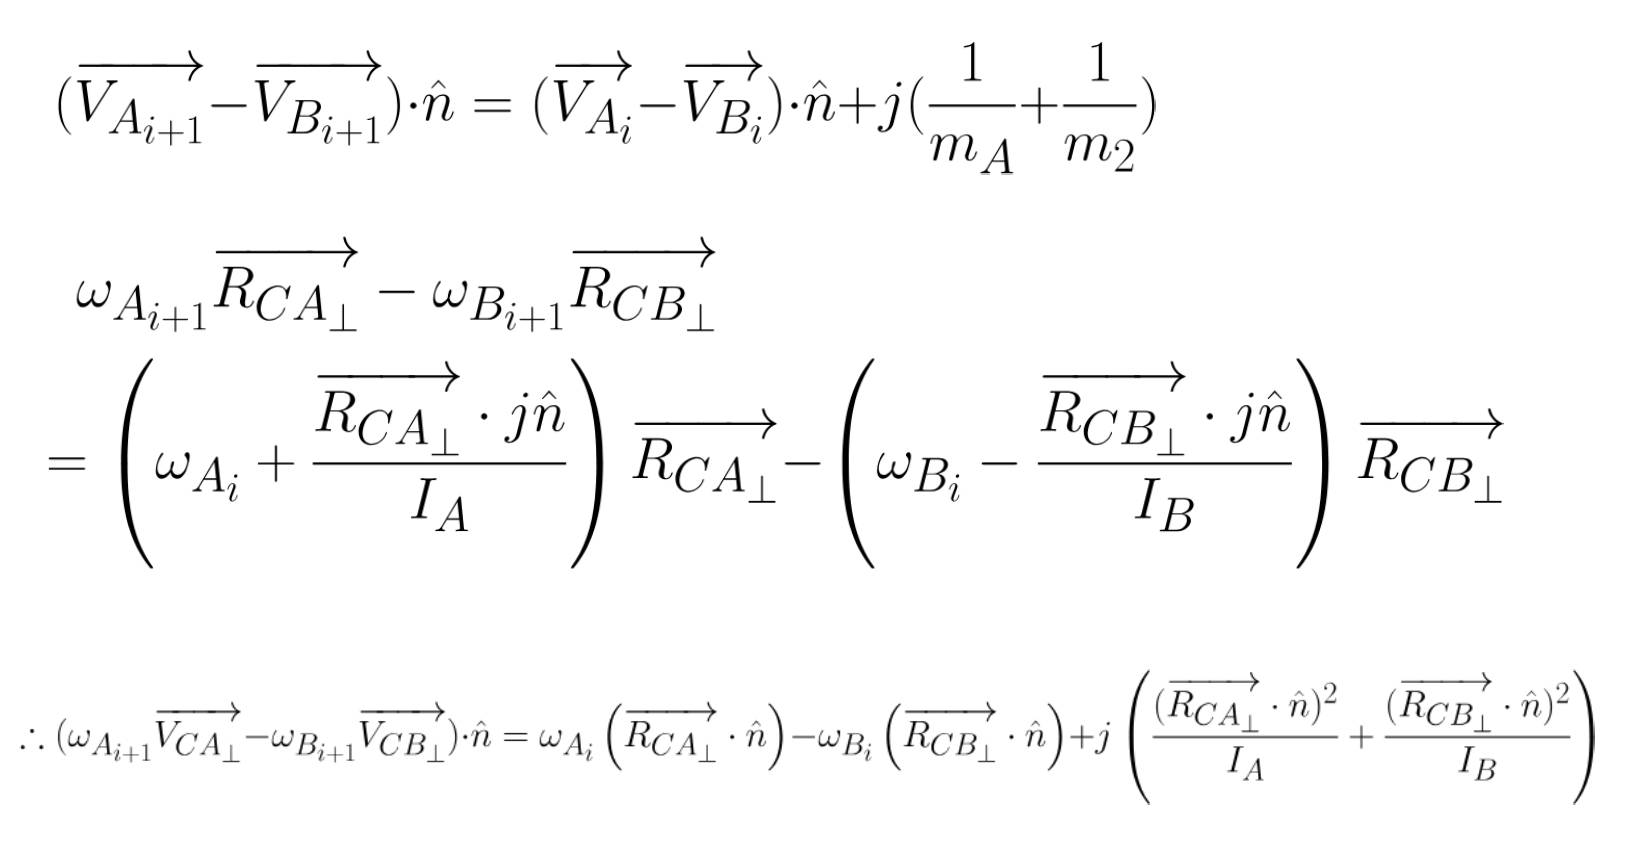 $(\overrightarrow{V_{A_{i+1}}}-\overrightarrow{V_{B_{i+1}}})\cdot\hat{n} = (\overrightarrow{V_{A_i}}-\overrightarrow{V_{B_i}})\cdot\hat{n}+j(\frac{1}{m_A}+\frac{1}{m_2})$
$\omega_{A_{i+1}}\overrightarrow{R_{CA_\perp}} - \omega_{B_{i+1}}\overrightarrow{R_{CB_\perp}}$
$= \left(\omega_{A_i} + \frac{\overrightarrow{R_{CA_\perp}} \cdot j\hat{n}}{I_A}\right)\overrightarrow{R_{CA_\perp}} - \left(\omega_{B_i} - \frac{\overrightarrow{R_{CB_\perp}} \cdot j\hat{n}}{I_B}\right)\overrightarrow{R_{CB_\perp}}$
$\therefore (\omega_{A_{i+1}}\overrightarrow{V_{CA_\perp}}-\omega_{B_{i+1}}\overrightarrow{V_{CB_\perp}})\cdot\hat{n} = \omega_{A_i}\left(\overrightarrow{R_{CA_\perp}} \cdot \hat{n}\right)-\omega_{B_i}\left(\overrightarrow{R_{CB_\perp}} \cdot \hat{n}\right)+j\left(\frac{(\overrightarrow{R_{CA_\perp}} \cdot \hat{n})^2}{I_A} + \frac{(\overrightarrow{R_{CB_\perp}} \cdot \hat{n})^2}{I_B}\right)$